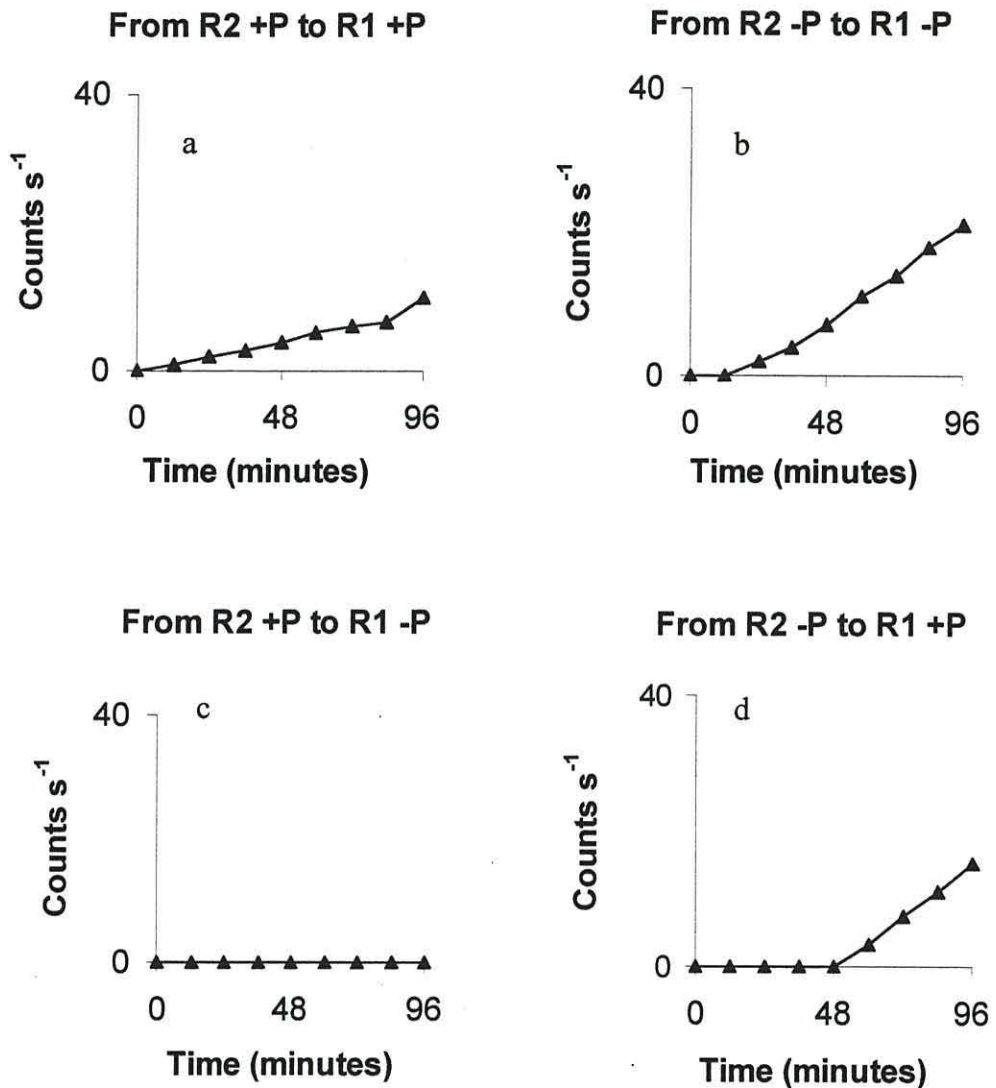 From R2 +P to R1 +P
40
a
Counts s⁻¹
0
0 48 96
Time (minutes)
From R2 -P to R1 -P
40
b
Counts s⁻¹
0
0 48 96
Time (minutes)
From R2 +P to R1 -P
40
c
Counts s⁻¹
0
0 48 96
Time (minutes)
From R2 -P to R1 +P
40
d
Counts s⁻¹
0
0 48 96
Time (minutes)